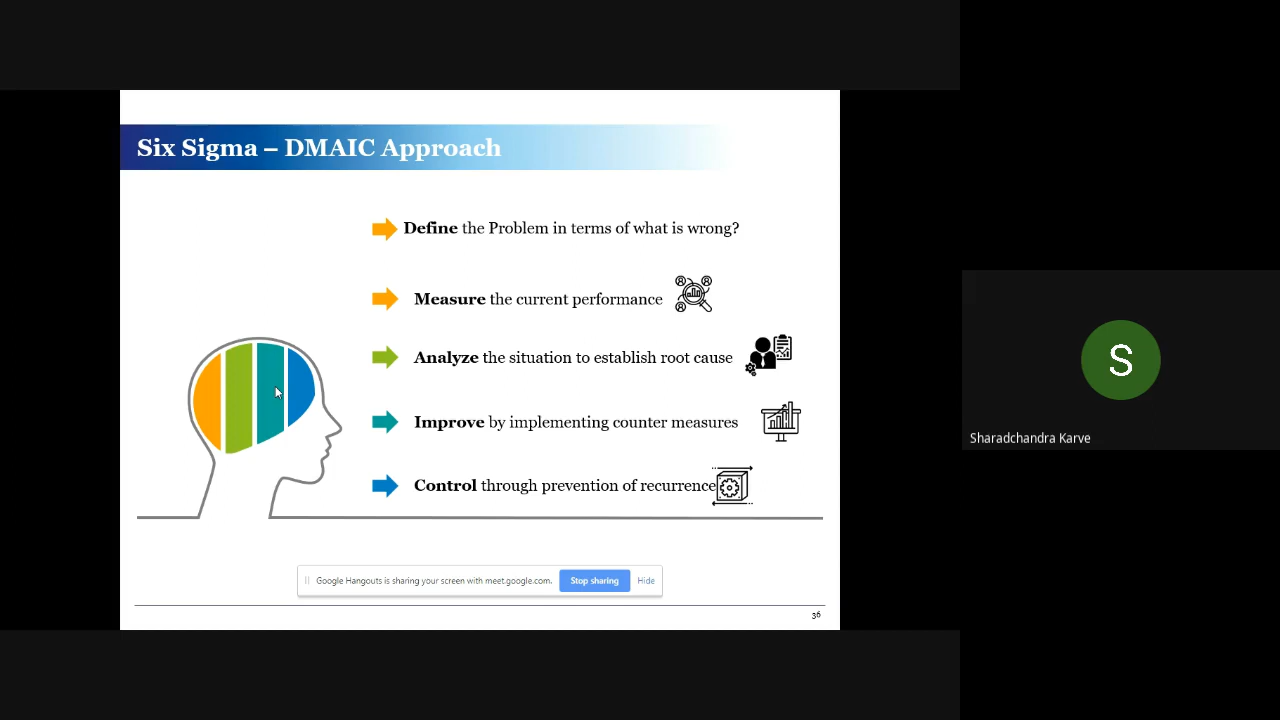 Six Sigma – DMAIC Approach
Define the Problem in terms of what is wrong?
Measure the current performance
Analyze the situation to establish root cause
Improve by implementing counter measures
Control through prevention of recurrence
Google Hangouts is sharing your screen with meet.google.com. Stop sharing Hide
36
S
Sharadchandra Karve